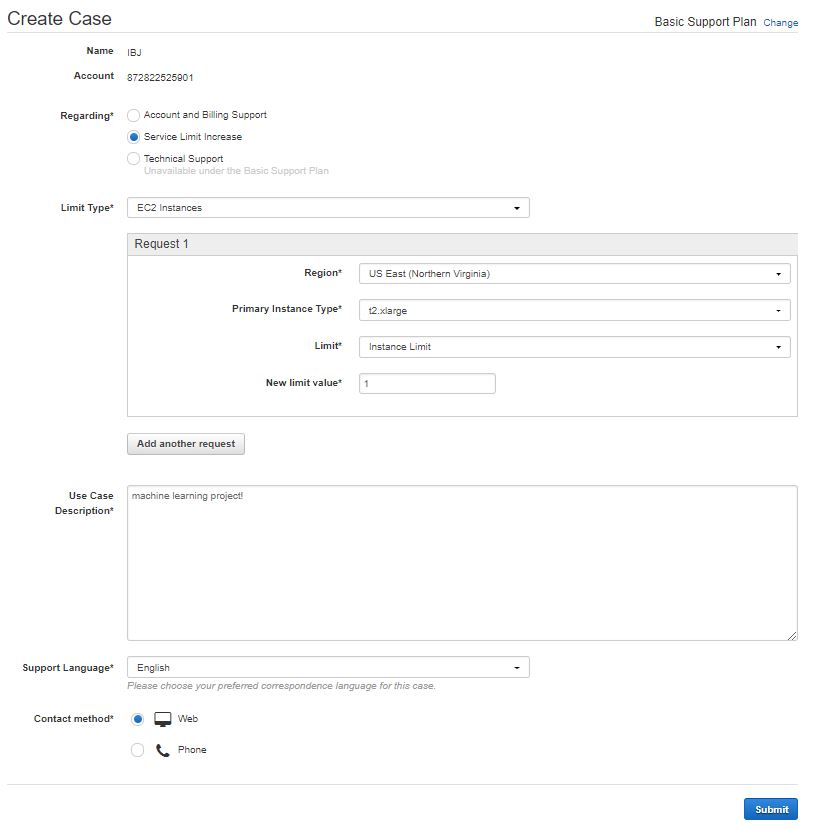 Create Case
Basic Support Plan Change
Name IBJ
Account 872822525901
Regarding* Account and Billing Support
Service Limit Increase
Technical Support
Unavailable under the Basic Support Plan
Limit Type* EC2 Instances
Request 1
Region* US East (Northern Virginia)
Primary Instance Type* t2.xlarge
Limit* Instance Limit
New limit value* 1
Add another request
Use Case
Description*
machine learning project!
Support Language* English
Please choose your preferred correspondence language for this case.
Contact method* Web
Phone
Submit